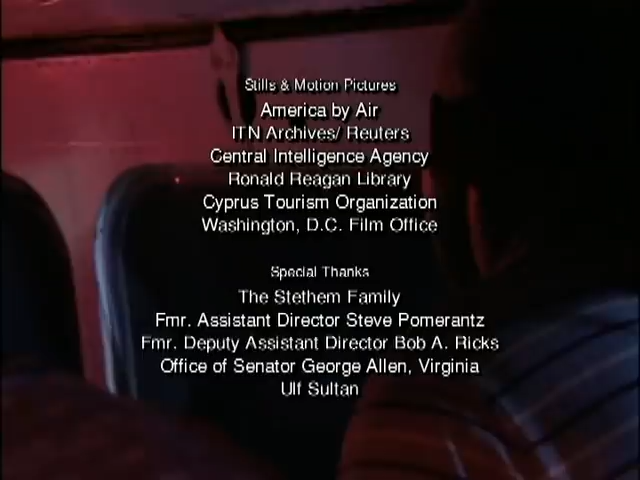 Stills & Motion Pictures
America by Air
ITN Archives/ Reuters
Central Intelligence Agency
Ronald Reagan Library
Cyprus Tourism Organization
Washington, D.C. Film Office
Special Thanks
The Stethem Family
Fmr. Assistant Director Steve Pomerantz
Fmr. Deputy Assistant Director Bob A. Ricks
Office of Senator George Allen, Virginia
Ulf Sultan